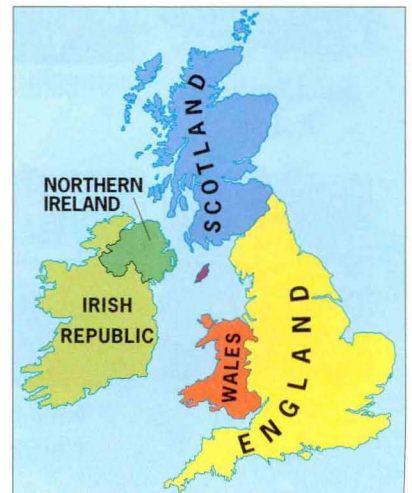 SCOTLAND
NORTHERN
IRELAND
IRISH
REPUBLIC
WALES
ENGLAND